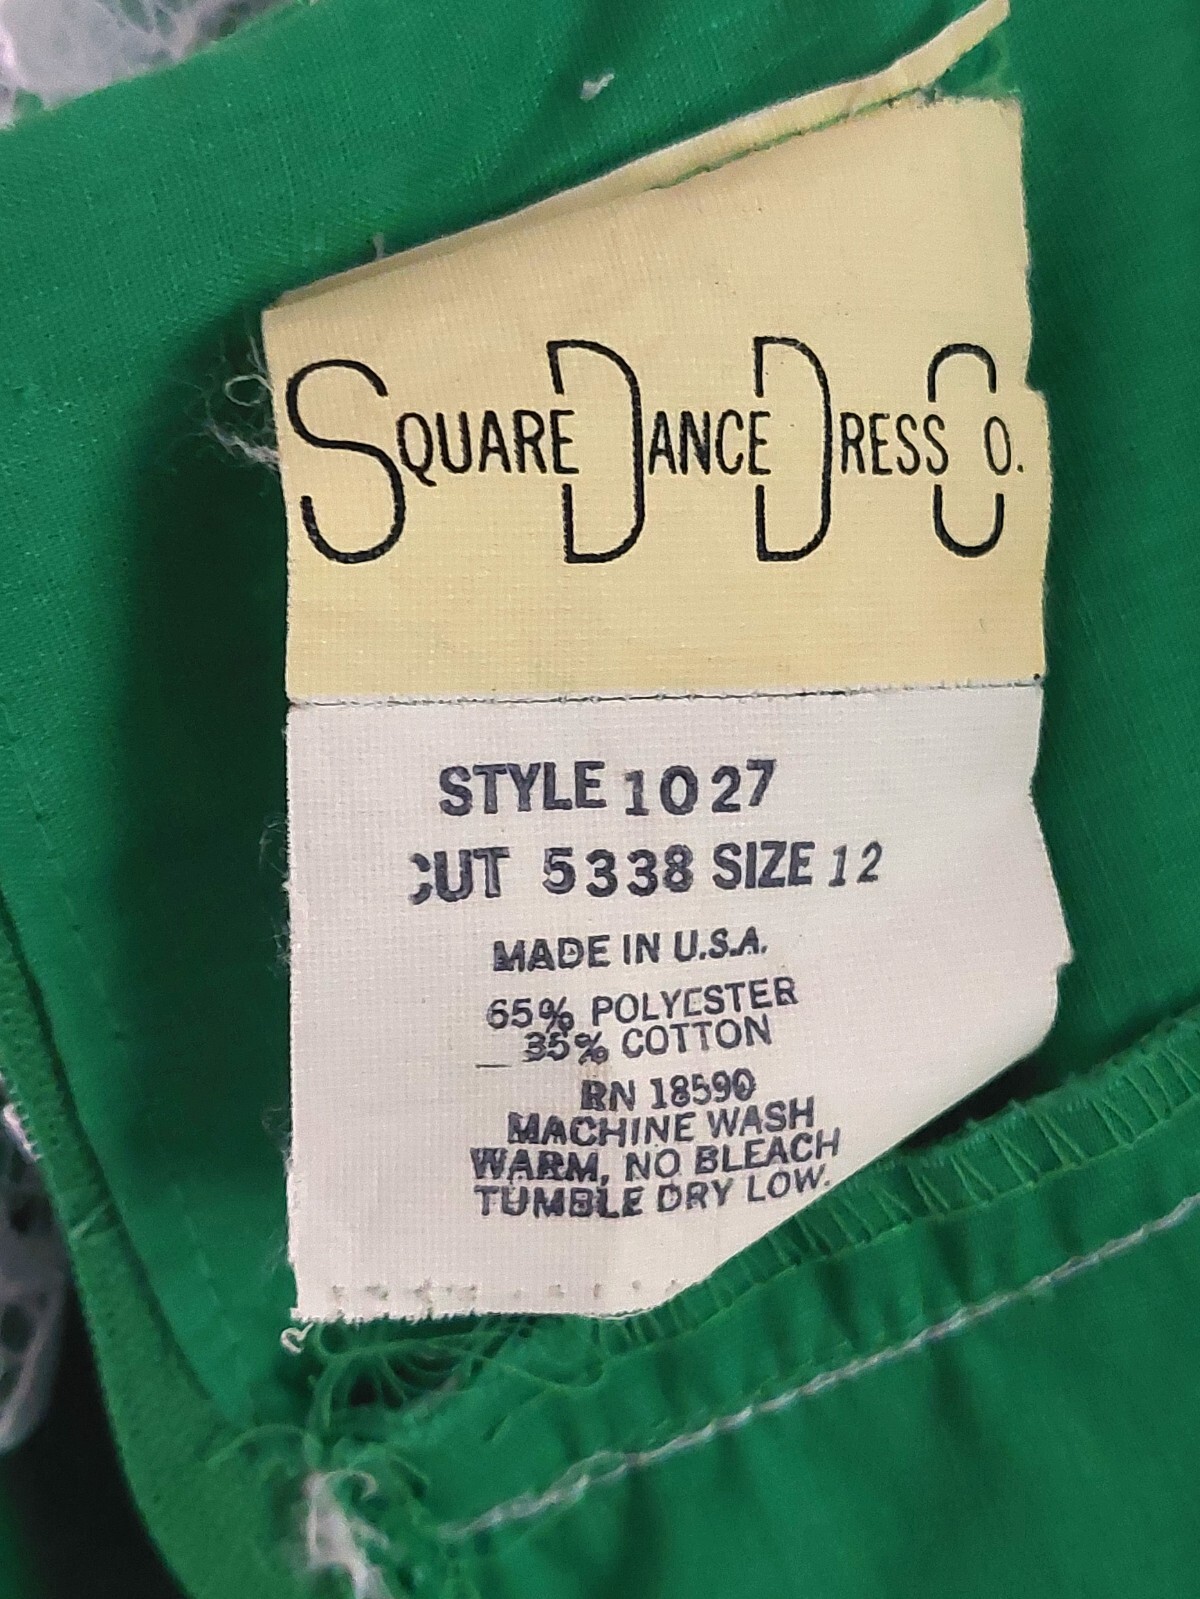 SQUARE DANCE DRESS CO.
STYLE 1027
CUT 5338 SIZE 12
MADE IN U.S.A.
65% POLYESTER
35% COTTON
RN 18590
MACHINE WASH
WARM, NO BLEACH
TUMBLE DRY LOW.